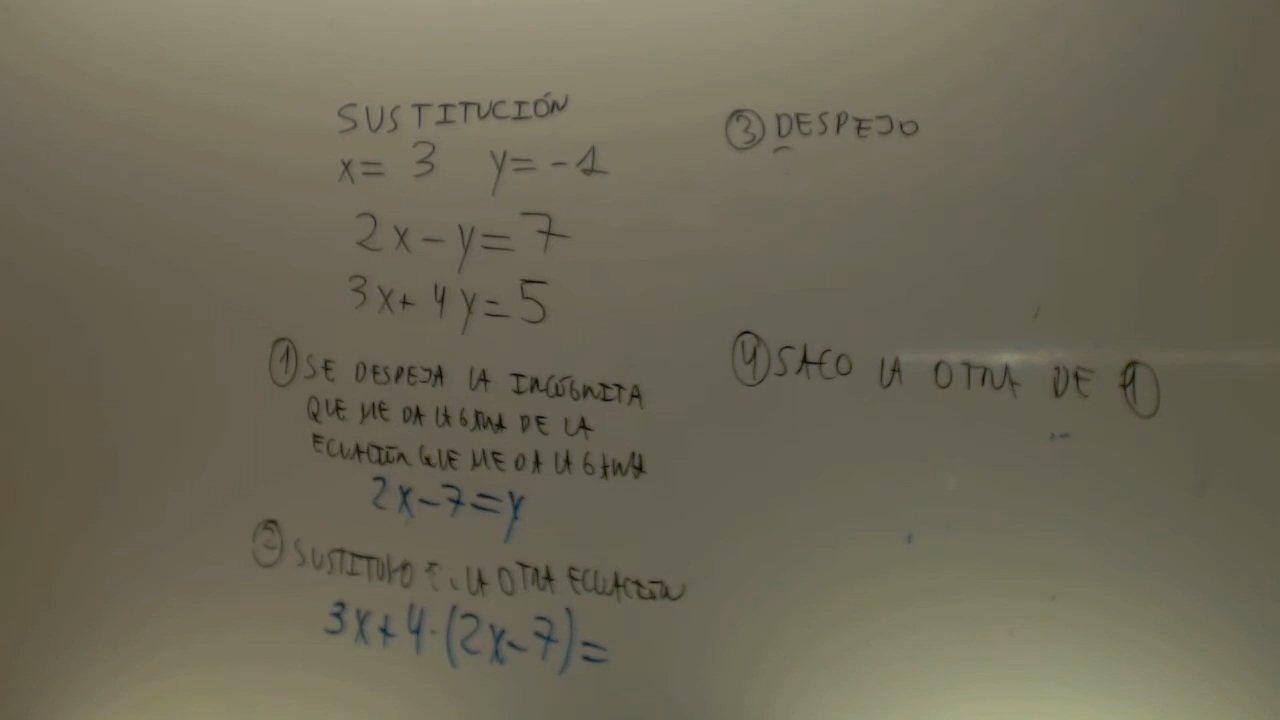 SUSTITUCIÓN
x= 3 y= -1
2x-y=7
3x+4y=5
① SE DESPEJA LA INCÓGNITA
QUE ME DA LA GANA DE LA
ECUACIÓN QUE ME DA LA GANA
2x-7=y
② SUSTITUYO EN LA OTRA ECUACIÓN
3x+4·(2x-7)=
③ DESPEJO
④ SACO LA OTRA DE ①